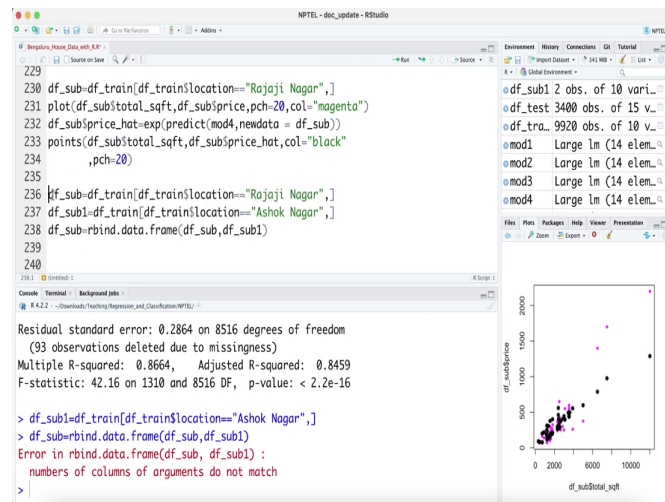 NPTEL - doc_update - RStudio
Go to file/function
Addins
NPTEL
Bengaluru_House_Data_with_R.R*
Source on Save
Run
Source
229
230 df_sub=df_train[df_train$location=="Rajaji Nagar",]
231 plot(df_sub$total_sqft,df_sub$price,pch=20,col="magenta")
232 df_sub$price_hat=exp(predict(mod4,newdata = df_sub))
233 points(df_sub$total_sqft,df_sub$price_hat,col="black"
234 ,pch=20)
235
236 df_sub=df_train[df_train$location=="Rajaji Nagar",]
237 df_sub1=df_train[df_train$location=="Ashok Nagar",]
238 df_sub=rbind.data.frame(df_sub,df_sub1)
239
240
236:1 (Untitled) R Script
Console Terminal Background Jobs
R 4.2.2 · ~/Downloads/Teaching/Regression_and_Classification/NPTEL/
Residual standard error: 0.2864 on 8516 degrees of freedom
(93 observations deleted due to missingness)
Multiple R-squared: 0.8664, Adjusted R-squared: 0.8459
F-statistic: 42.16 on 1310 and 8516 DF, p-value: < 2.2e-16
> df_sub1=df_train[df_train$location=="Ashok Nagar",]
> df_sub=rbind.data.frame(df_sub,df_sub1)
Error in rbind.data.frame(df_sub, df_sub1) :
numbers of columns of arguments do not match
>
Environment History Connections Git Tutorial
Import Dataset 341 MiB List
R Global Environment
df_sub1 2 obs. of 10 vari…
df_test 3400 obs. of 15 v…
df_tra… 9920 obs. of 10 v…
mod1 Large lm (14 elem…
mod2 Large lm (14 elem…
mod3 Large lm (14 elem…
mod4 Large lm (14 elem…
Files Plots Packages Help Viewer Presentation
Zoom Export
df_sub$price
2000
1500
1000
500
0
0 2000 6000 10000
df_sub$total_sqft